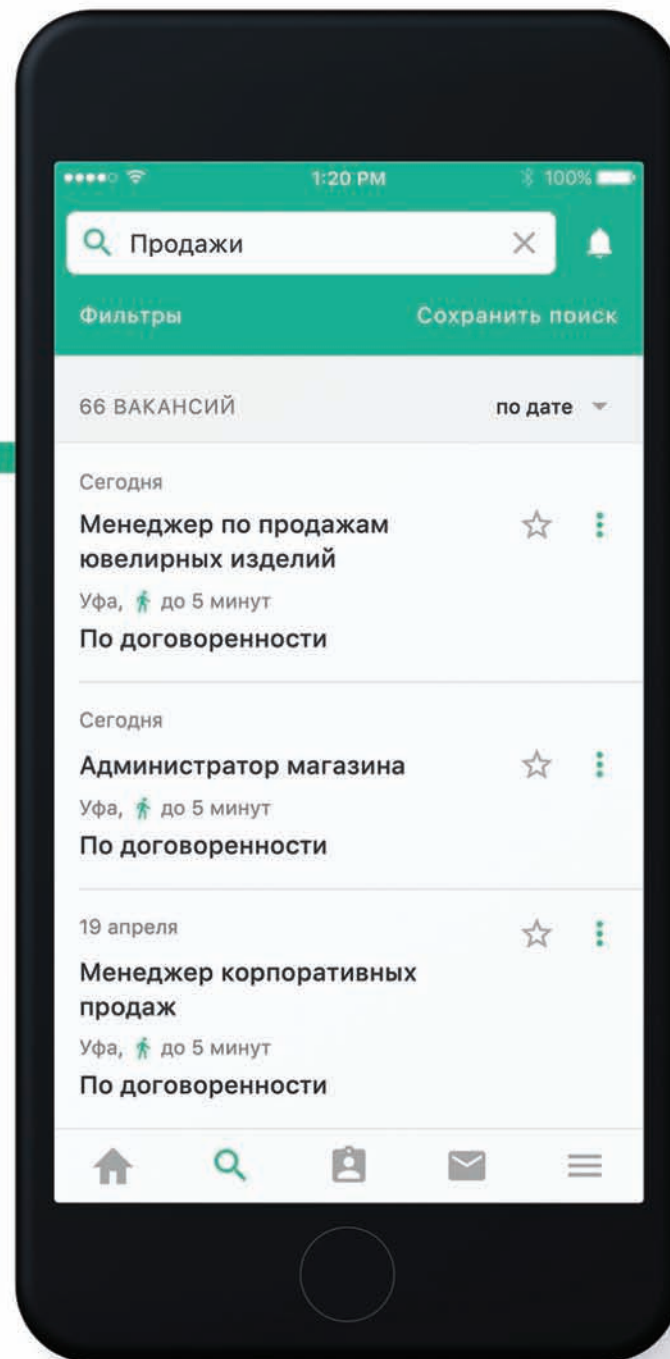 1:20 PM
100%
Продажи
Фильтры
Сохранить поиск
66 ВАКАНСИЙ
по дате
Сегодня
Менеджер по продажам
ювелирных изделий
Уфа, до 5 минут
По договоренности
Сегодня
Администратор магазина
Уфа, до 5 минут
По договоренности
19 апреля
Менеджер корпоративных
продаж
Уфа, до 5 минут
По договоренности